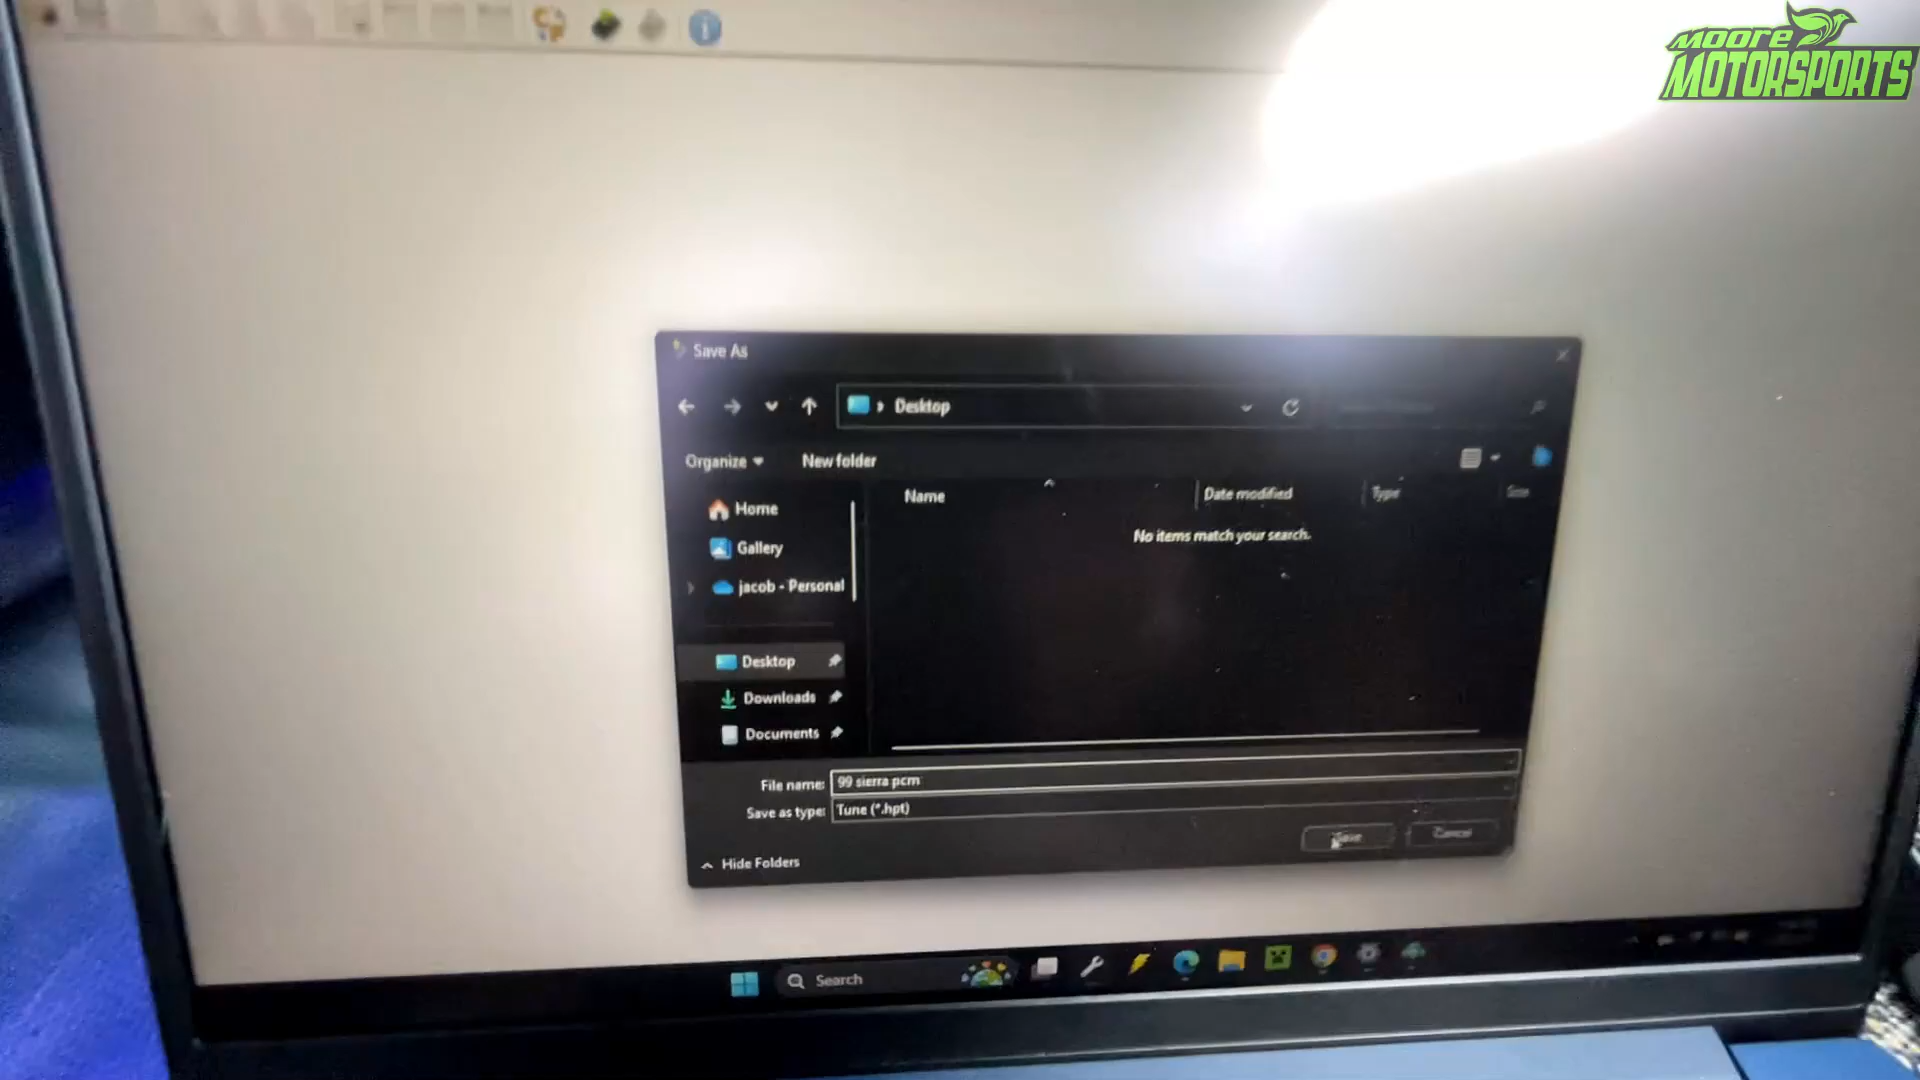 Moore
MOTORSPORTS
Save As
Desktop
Organize
New folder
Name
Date modified
Type
Size
Home
No items match your search.
Gallery
jacob - Personal
Desktop
Downloads
Documents
File name: 99 sierra pcm
Save as type: Tune (*.hpt)
Save
Cancel
Hide Folders
Search